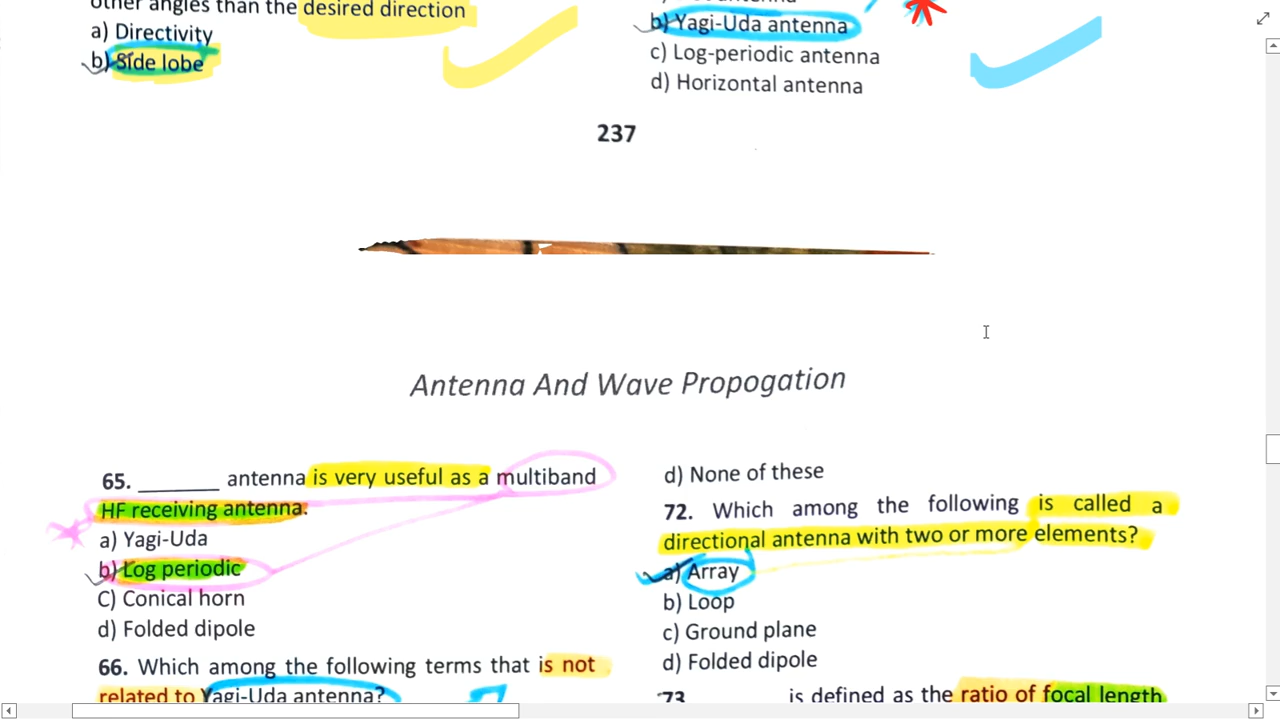 other angles than the desired direction
a) Directivity
b) Side lobe
b) Yagi-Uda antenna
c) Log-periodic antenna
d) Horizontal antenna
237
Antenna And Wave Propogation
65. _______ antenna is very useful as a multiband
HF receiving antenna.
a) Yagi-Uda
b) Log periodic
C) Conical horn
d) Folded dipole
66. Which among the following terms that is not
related to Yagi-Uda antenna?
d) None of these
72. Which among the following is called a
directional antenna with two or more elements?
a) Array
b) Loop
c) Ground plane
d) Folded dipole
73 is defined as the ratio of focal length